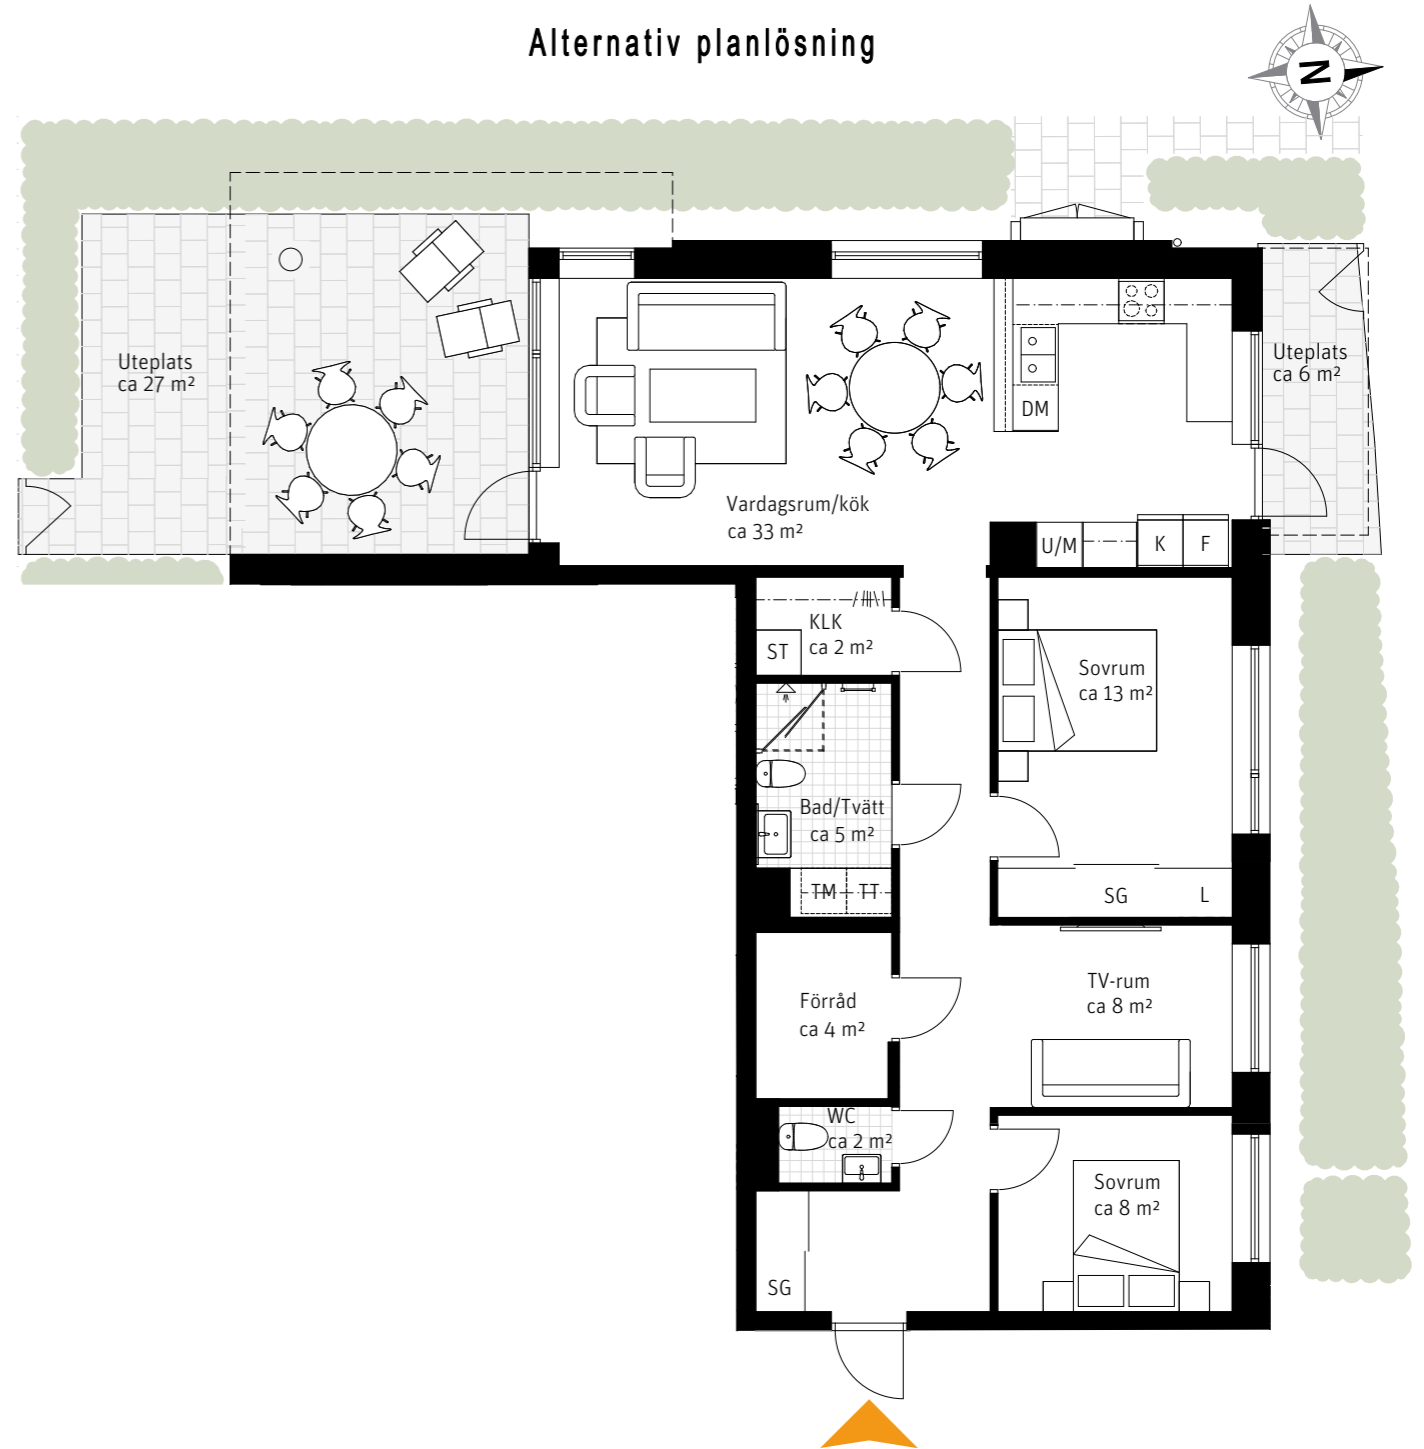 Alternativ planlösning
N
Uteplats
ca 27 m²
Uteplats
ca 6 m²
DM
Vardagsrum/kök
ca 33 m²
U/M
K
F
KLK
ca 2 m²
ST
Sovrum
ca 13 m²
Bad/Tvätt
ca 5 m²
TM
TT
SG
L
TV-rum
ca 8 m²
Förråd
ca 4 m²
WC
ca 2 m²
Sovrum
ca 8 m²
SG